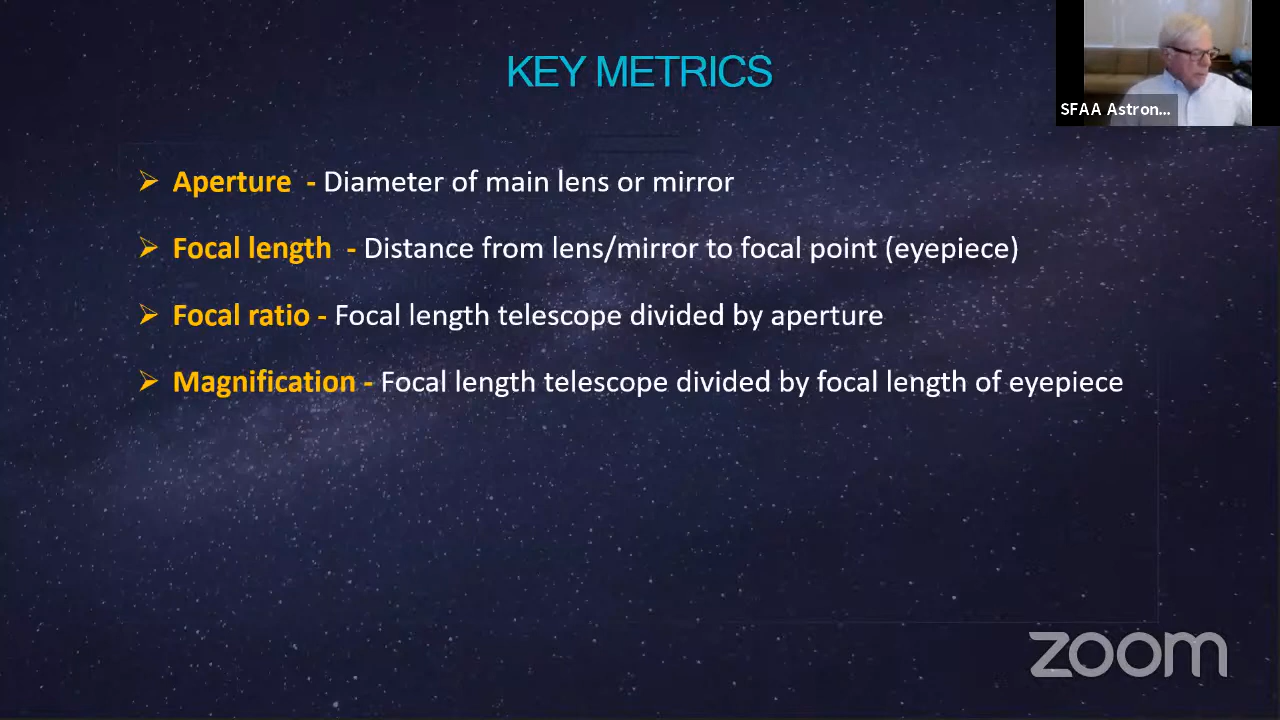 KEY METRICS
SFAA Astron...
➢ Aperture - Diameter of main lens or mirror
➢ Focal length - Distance from lens/mirror to focal point (eyepiece)
➢ Focal ratio - Focal length telescope divided by aperture
➢ Magnification - Focal length telescope divided by focal length of eyepiece
zoom